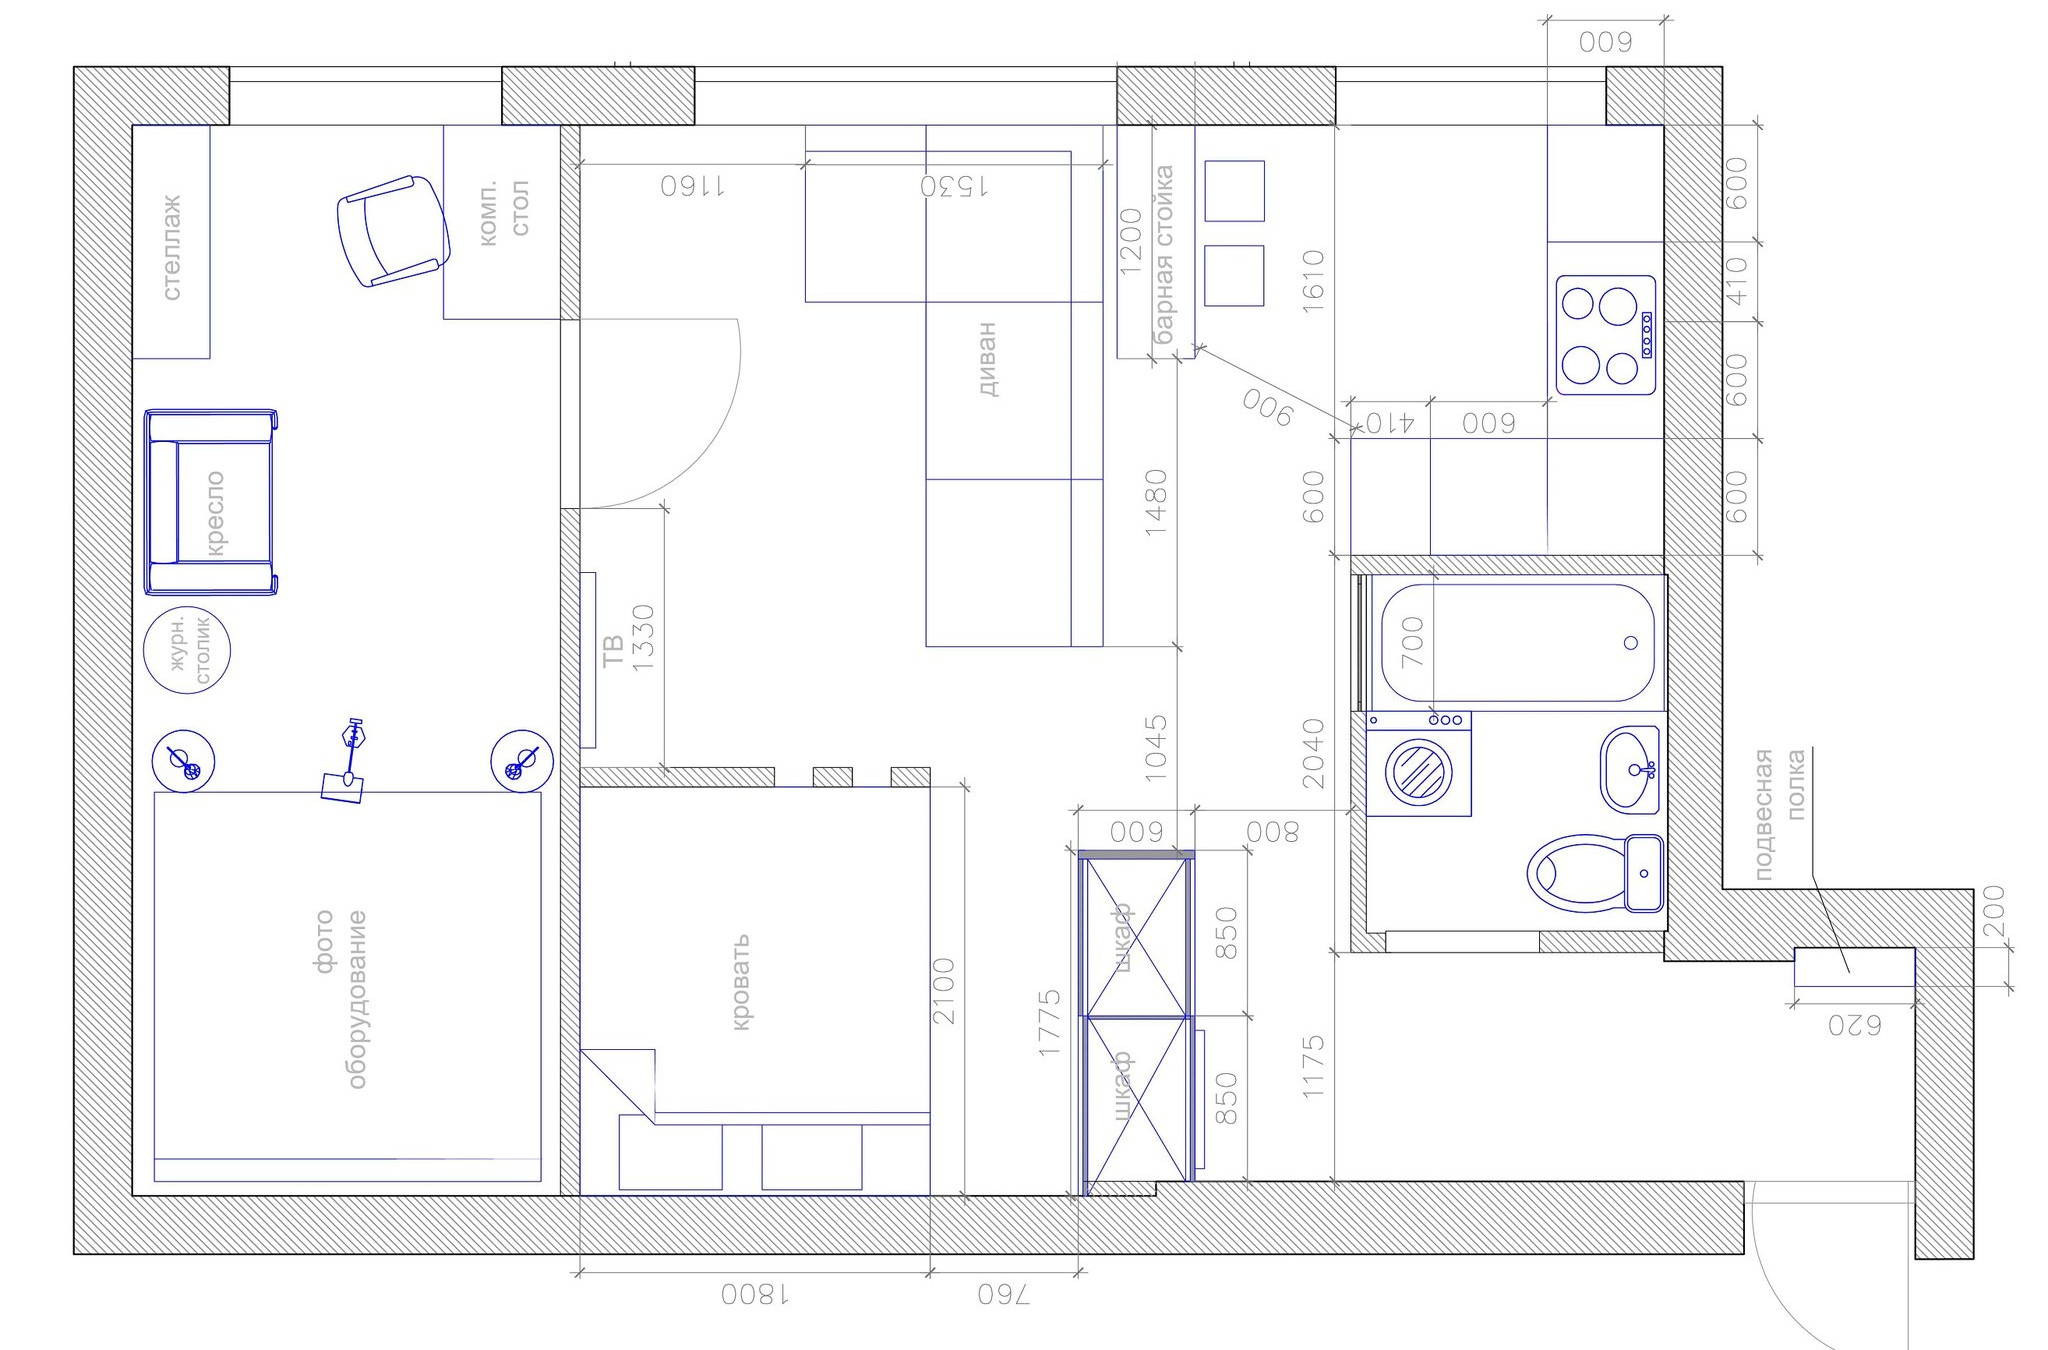 600
стеллаж
комп.
стол
1160
1530
1200
барная стойка
1610
600
410
600
600
диван
900
410
600
600
1480
кресло
журн.
столик
ТВ
1330
700
1045
2040
600
800
подвесная
полка
200
620
фото
оборудование
кровать
2100
1775
шкаф
850
шкаф
850
1175
1800
760